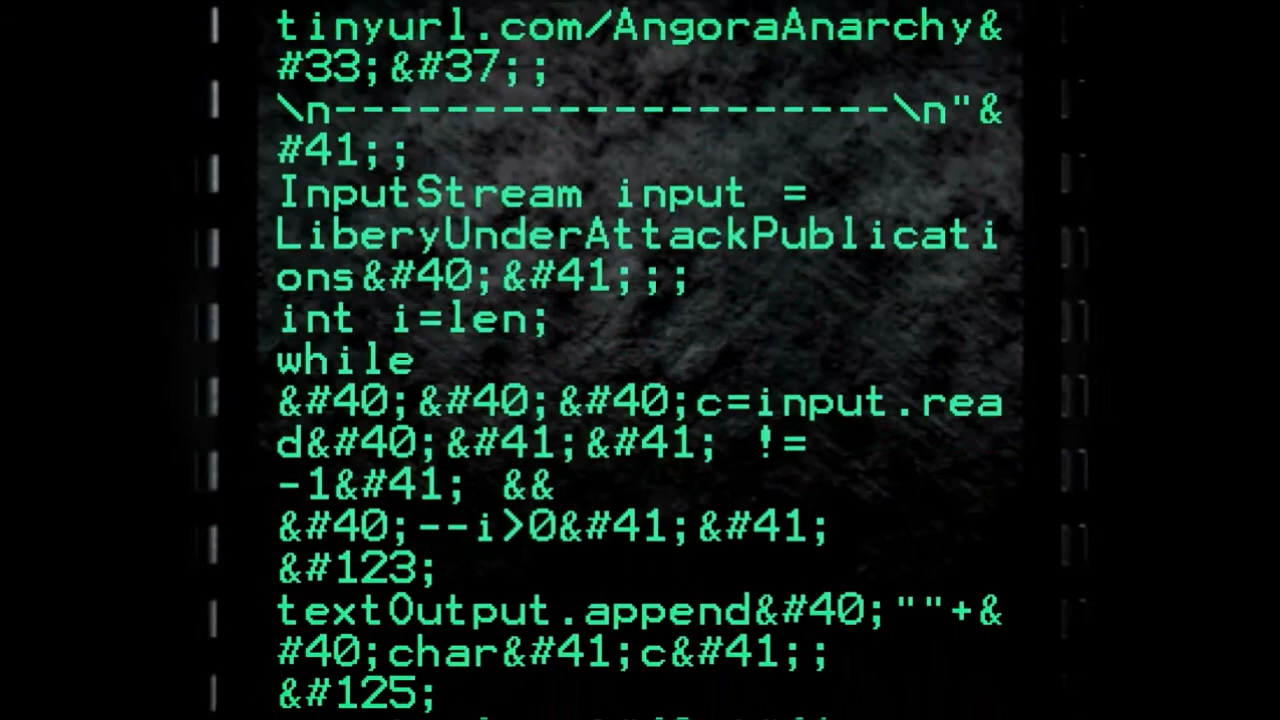 tinyurl.com/AngoraAnarchy&
#33;&#37;;
\n---------------------\n"&
#41;;
InputStream input =
LiberyUnderAttackPublicati
ons&#40;&#41;;;
int i=len;
while
&#40;&#40;&#40;c=input.rea
d&#40;&#41;&#41; !=
-1&#41; &&
&#40;--i>0&#41;&#41;
&#123;
textOutput.append&#40;""+&
#40;char&#41;c&#41;;
&#125;